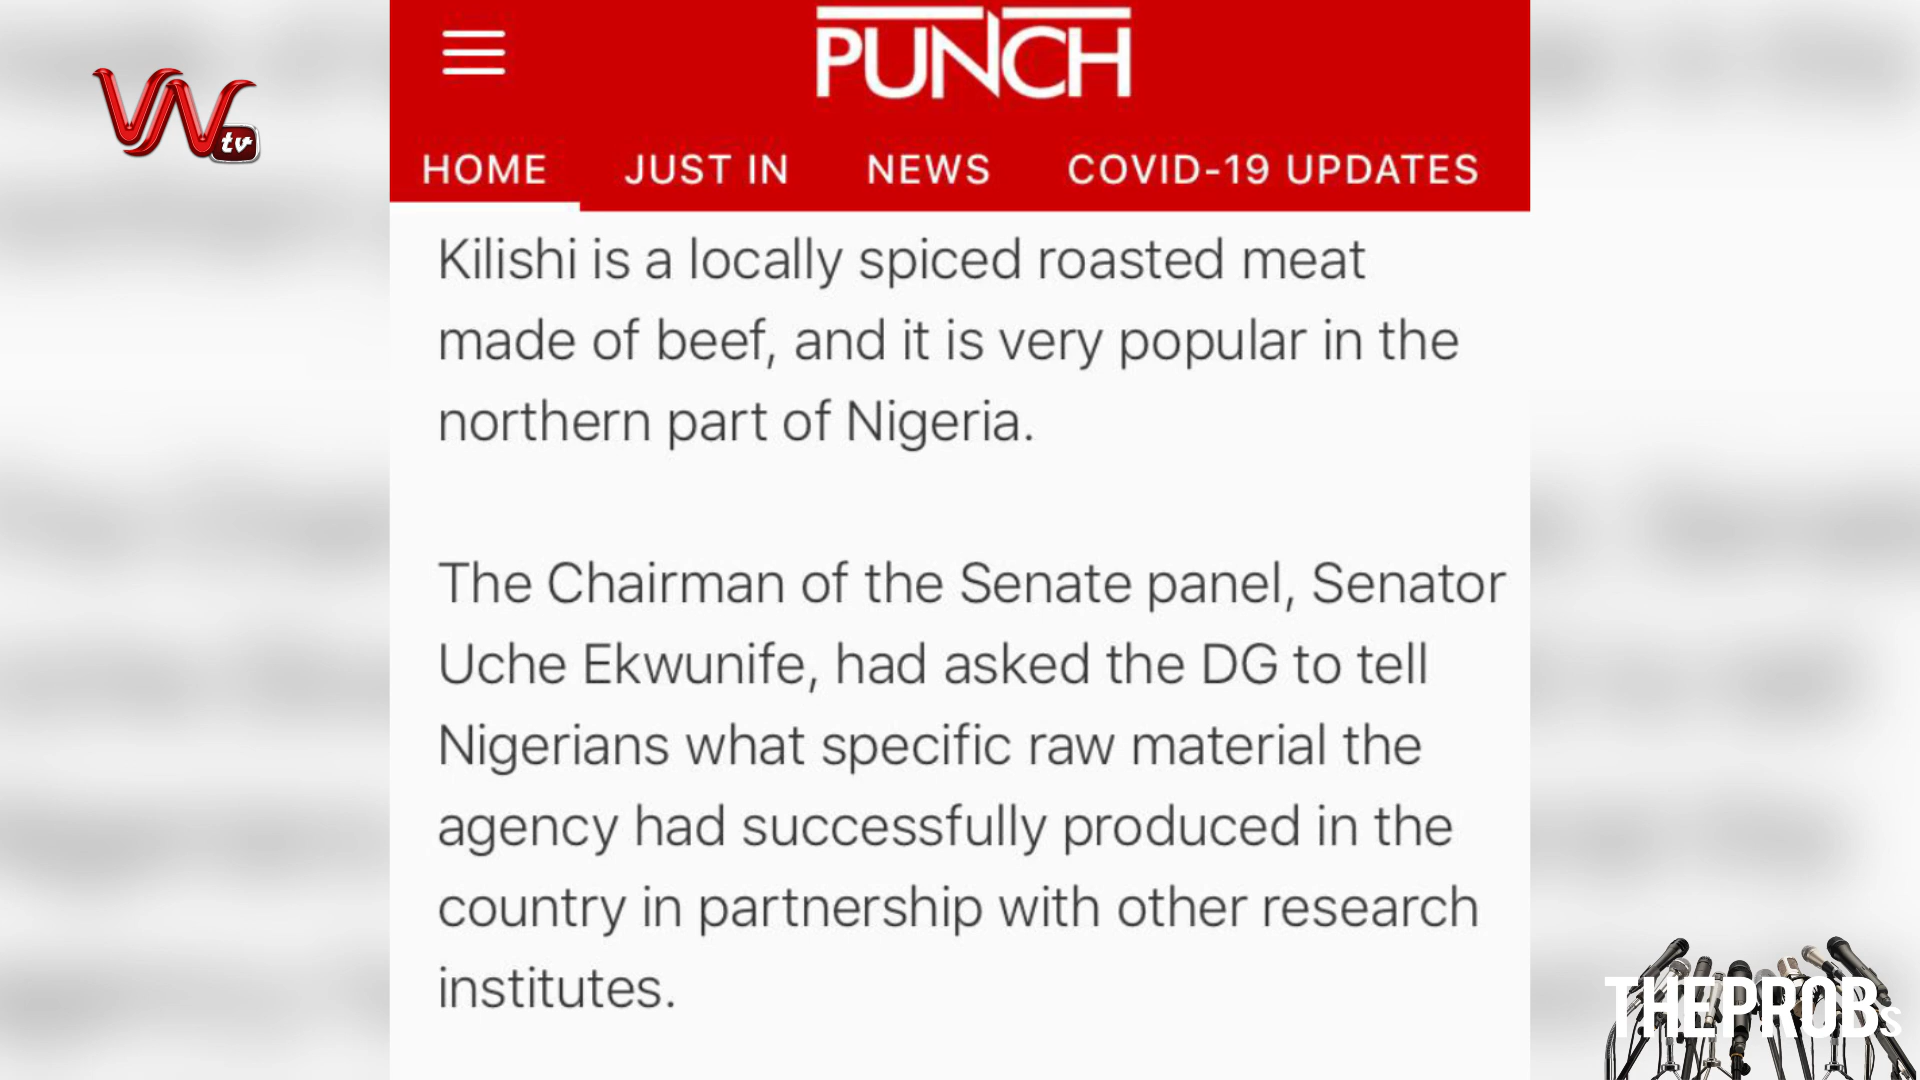 VN
tv
PUNCH
HOME JUST IN NEWS COVID-19 UPDATES
Kilishi is a locally spiced roasted meat
made of beef, and it is very popular in the
northern part of Nigeria.
The Chairman of the Senate panel, Senator
Uche Ekwunife, had asked the DG to tell
Nigerians what specific raw material the
agency had successfully produced in the
country in partnership with other research
institutes.
THEPROBs